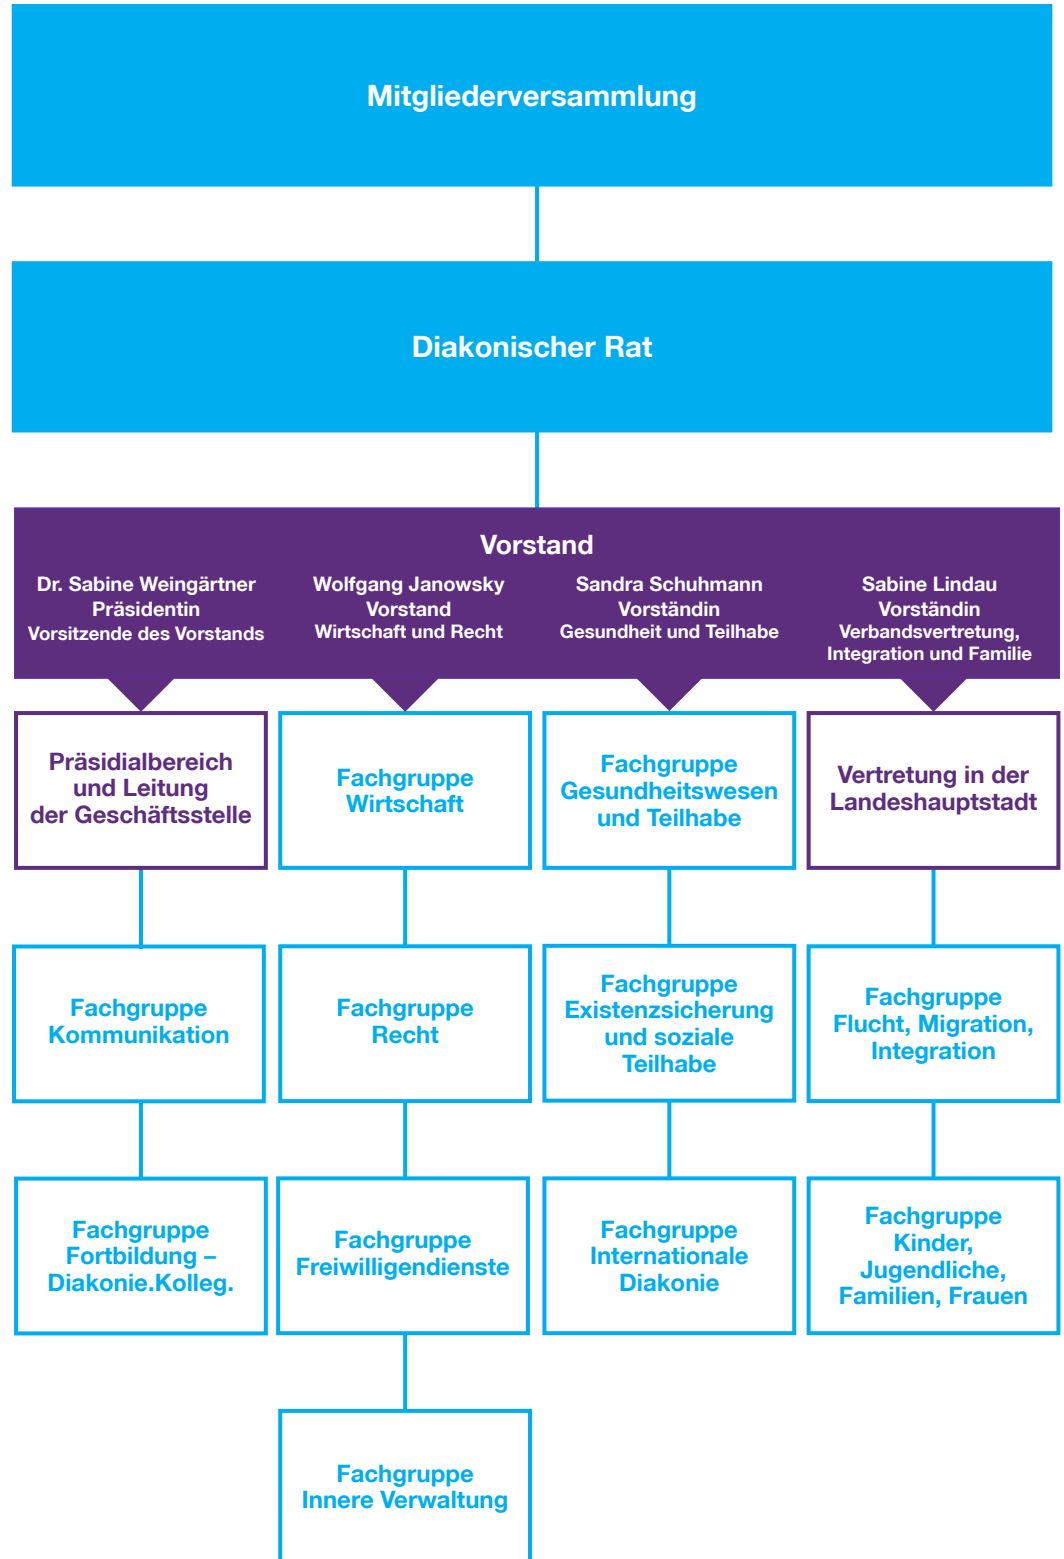 Mitgliederversammlung
Diakonischer Rat
Vorstand
Dr. Sabine Weingärtner
Präsidentin
Vorsitzende des Vorstands
Wolfgang Janowsky
Vorstand
Wirtschaft und Recht
Sandra Schuhmann
Vorständin
Gesundheit und Teilhabe
Sabine Lindau
Vorständin
Verbandsvertretung,
Integration und Familie
Präsidialbereich
und Leitung
der Geschäftsstelle
Fachgruppe
Wirtschaft
Fachgruppe
Gesundheitswesen
und Teilhabe
Vertretung in der
Landeshauptstadt
Fachgruppe
Kommunikation
Fachgruppe
Recht
Fachgruppe
Existenzsicherung
und soziale
Teilhabe
Fachgruppe
Flucht, Migration,
Integration
Fachgruppe
Fortbildung –
Diakonie.Kolleg.
Fachgruppe
Freiwilligendienste
Fachgruppe
Internationale
Diakonie
Fachgruppe
Kinder,
Jugendliche,
Familien, Frauen
Fachgruppe
Innere Verwaltung